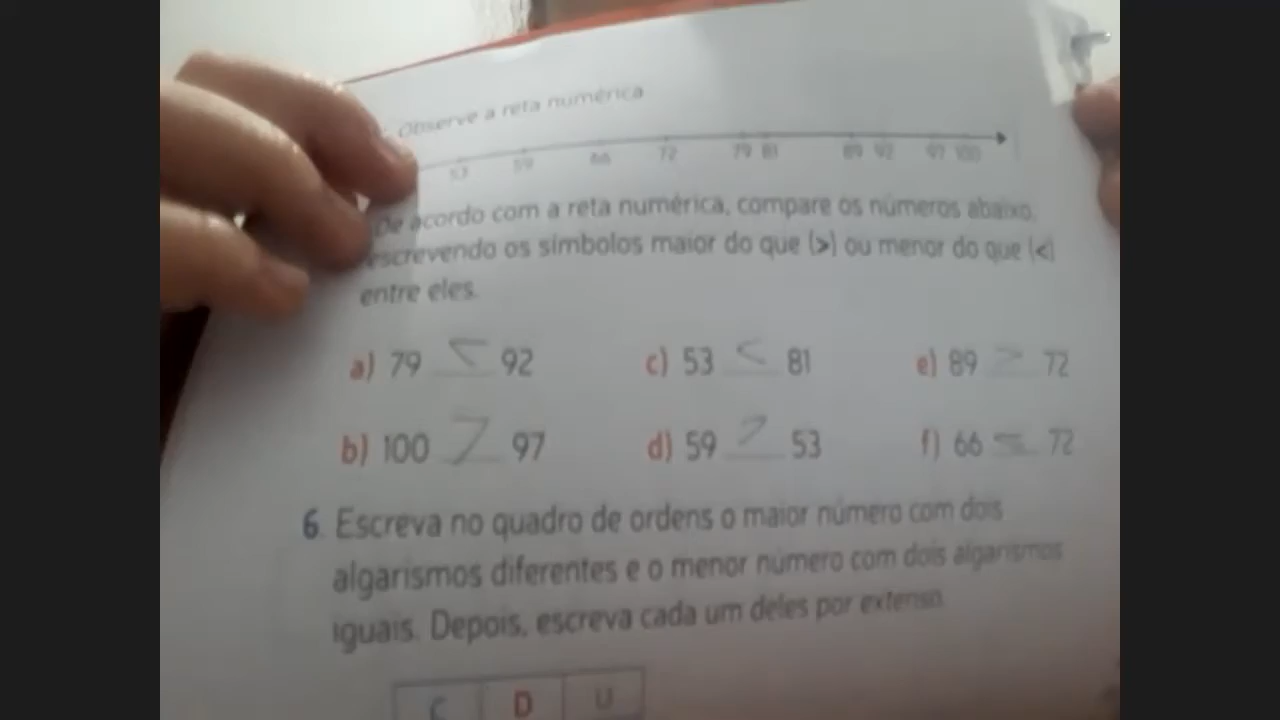 Observe a reta numérica
53 59 66 72 79 81 89 92 97 100
De acordo com a reta numérica, compare os números abaixo,
escrevendo os símbolos maior do que (>) ou menor do que (<)
entre eles.
a) 79 < 92 c) 53 < 81 e) 89 > 72
b) 100 > 97 d) 59 > 53 f) 66 < 72
6. Escreva no quadro de ordens o maior número com dois
algarismos diferentes e o menor número com dois algarismos
iguais. Depois, escreva cada um deles por extenso.
C D U